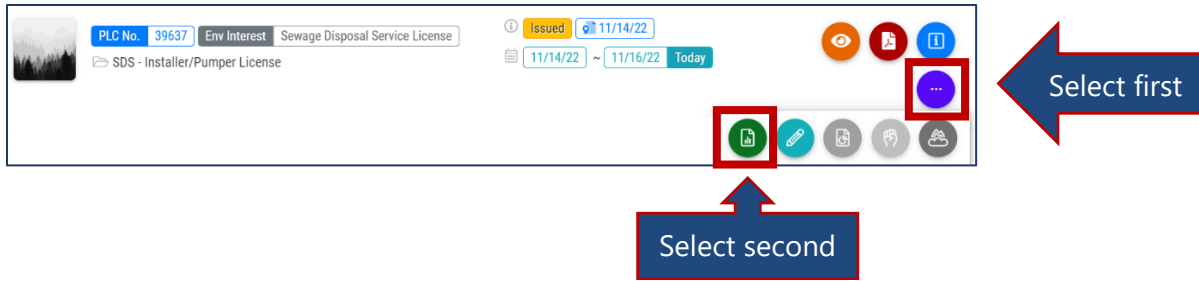 PLC No. 39637 Env Interest Sewage Disposal Service License
SDS - Installer/Pumper License
Issued 11/14/22
11/14/22 ~ 11/16/22 Today
Select first
Select second